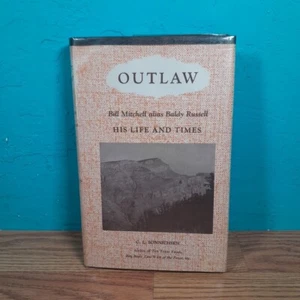 OUTLAW
Bill Mitchell alias Baldy Russell
HIS LIFE AND TIMES
C. L. SONNICHSEN